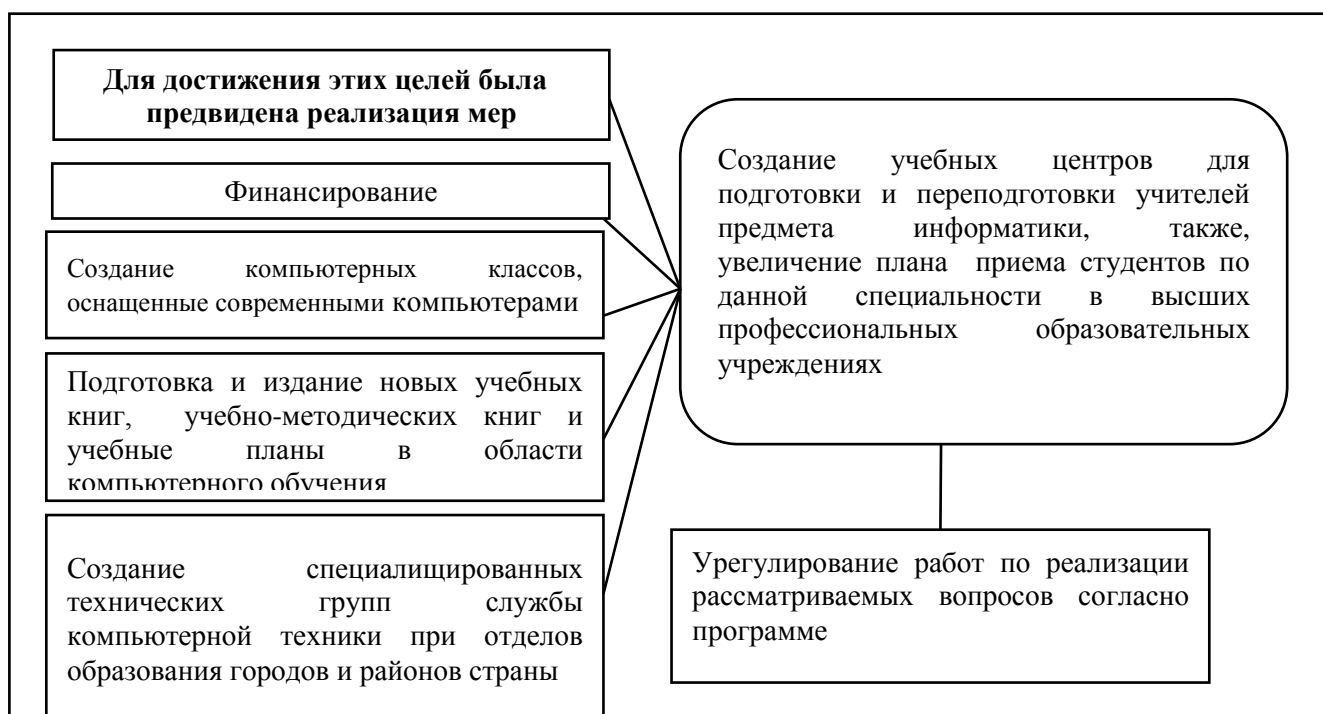 Для достижения этих целей была
предвидена реализация мер
Финансирование
Создание компьютерных классов,
оснащенные современными компьютерами
Подготовка и издание новых учебных
книг, учебно-методических книг и
учебные планы в области
компьютерного обучения
Создание специалищированных
технических групп службы
компьютерной техники при отделов
образования городов и районов страны
Создание учебных центров для
подготовки и переподготовки учителей
предмета информатики, также,
увеличение плана приема студентов по
данной специальности в высших
профессиональных образовательных
учреждениях
Урегулирование работ по реализации
рассматриваемых вопросов согласно
программе